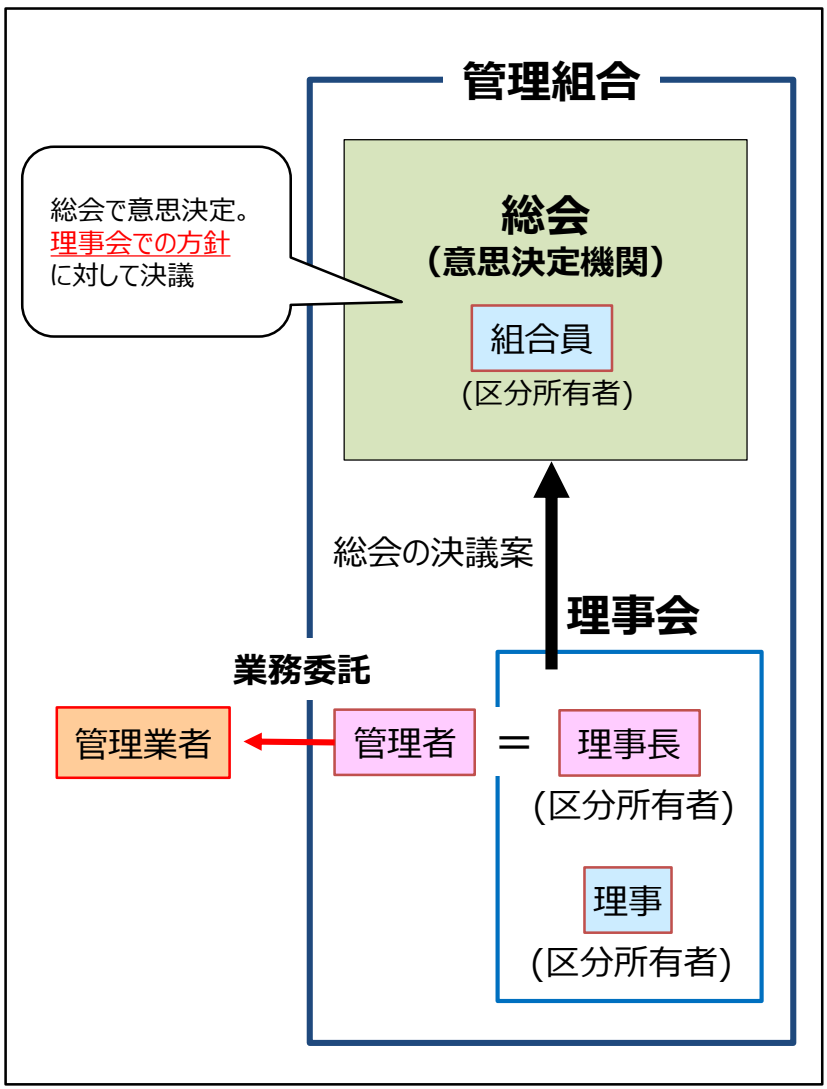 管理組合
総会で意思決定。
理事会での方針
に対して決議
総会
（意思決定機関）
組合員
(区分所有者)
総会の決議案
理事会
業務委託
管理業者
管理者
＝
理事長
(区分所有者)
理事
(区分所有者)